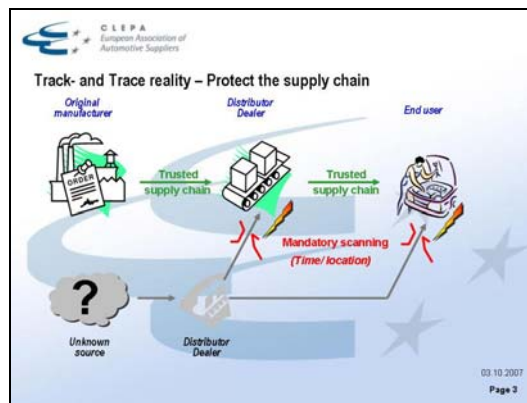 CLEPA
European Association of
Automotive Suppliers
Track- and Trace reality – Protect the supply chain
Original
manufacturer
Distributor
Dealer
End user
ORDER
Trusted
supply chain
Trusted
supply chain
Mandatory scanning
(Time/ location)
?
Unknown
source
Distributor
Dealer
03.10.2007
Page 3